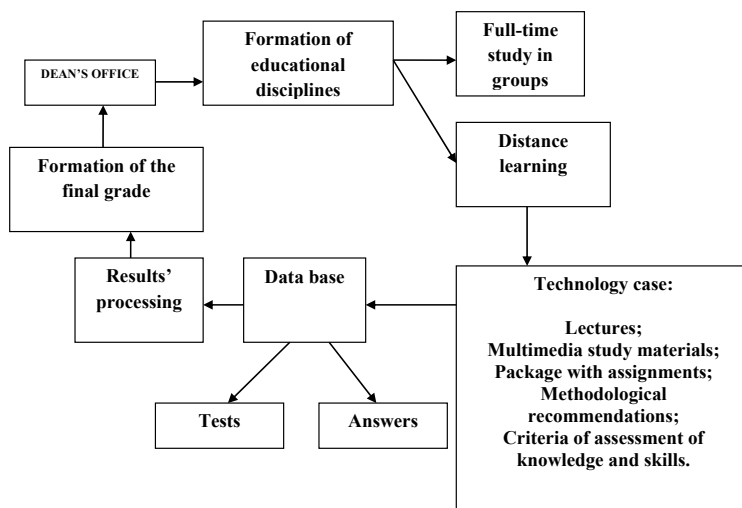 Formation of
educational
disciplines
Full-time
study in
groups
DEAN'S OFFICE
Distance
learning
Formation of the
final grade
Results'
processing
Data base
Technology case:
Lectures;
Multimedia study materials;
Package with assignments;
Methodological
recommendations;
Criteria of assessment of
knowledge and skills.
Tests
Answers